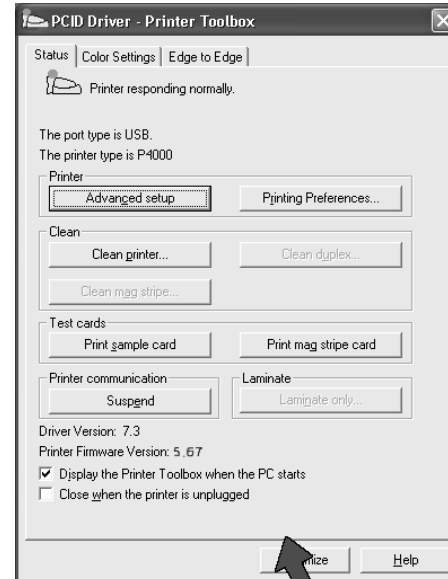 PCID Driver - Printer Toolbox
Status Color Settings Edge to Edge
Printer responding normally.
The port type is USB.
The printer type is P4000
Printer
Advanced setup Printing Preferences...
Clean
Clean printer... Clean duplex...
Clean mag stripe...
Test cards
Print sample card Print mag stripe card
Printer communication Laminate
Suspend Laminate only...
Driver Version: 7.3
Printer Firmware Version: 5.67
Display the Printer Toolbox when the PC starts
Close when the printer is unplugged
Help